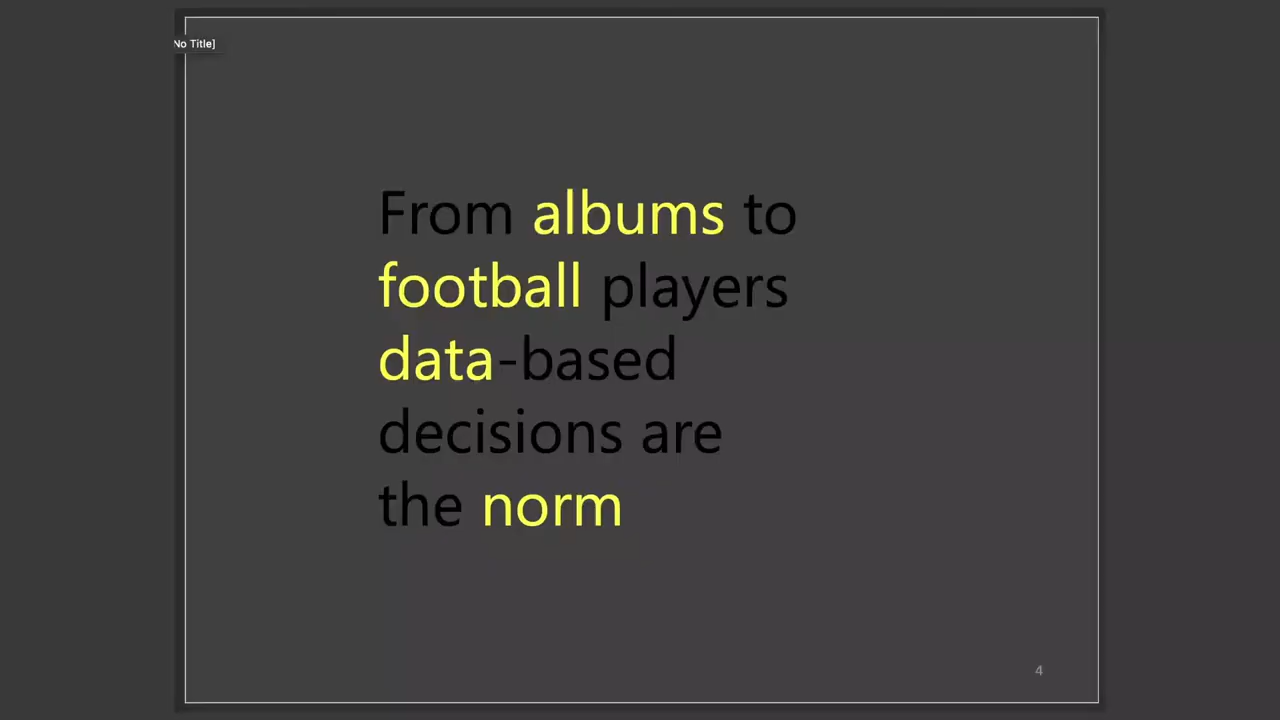 No Title]
From albums to
football players
data-based
decisions are
the norm
4